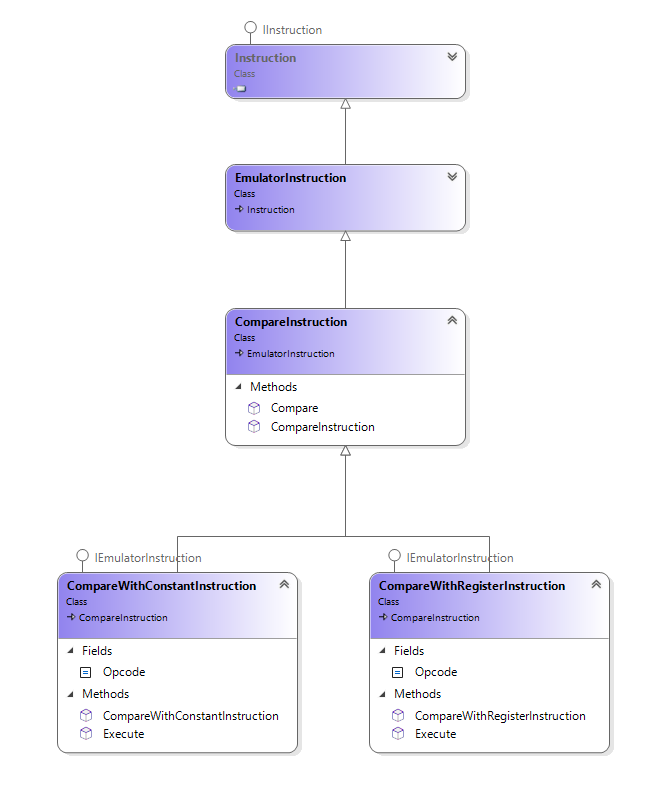 IInstruction
Instruction
Class
EmulatorInstruction
Class
Instruction
CompareInstruction
Class
EmulatorInstruction
Methods
Compare
CompareInstruction
IEmulatorInstruction
CompareWithConstantInstruction
Class
CompareInstruction
Fields
Opcode
Methods
CompareWithConstantInstruction
Execute
IEmulatorInstruction
CompareWithRegisterInstruction
Class
CompareInstruction
Fields
Opcode
Methods
CompareWithRegisterInstruction
Execute